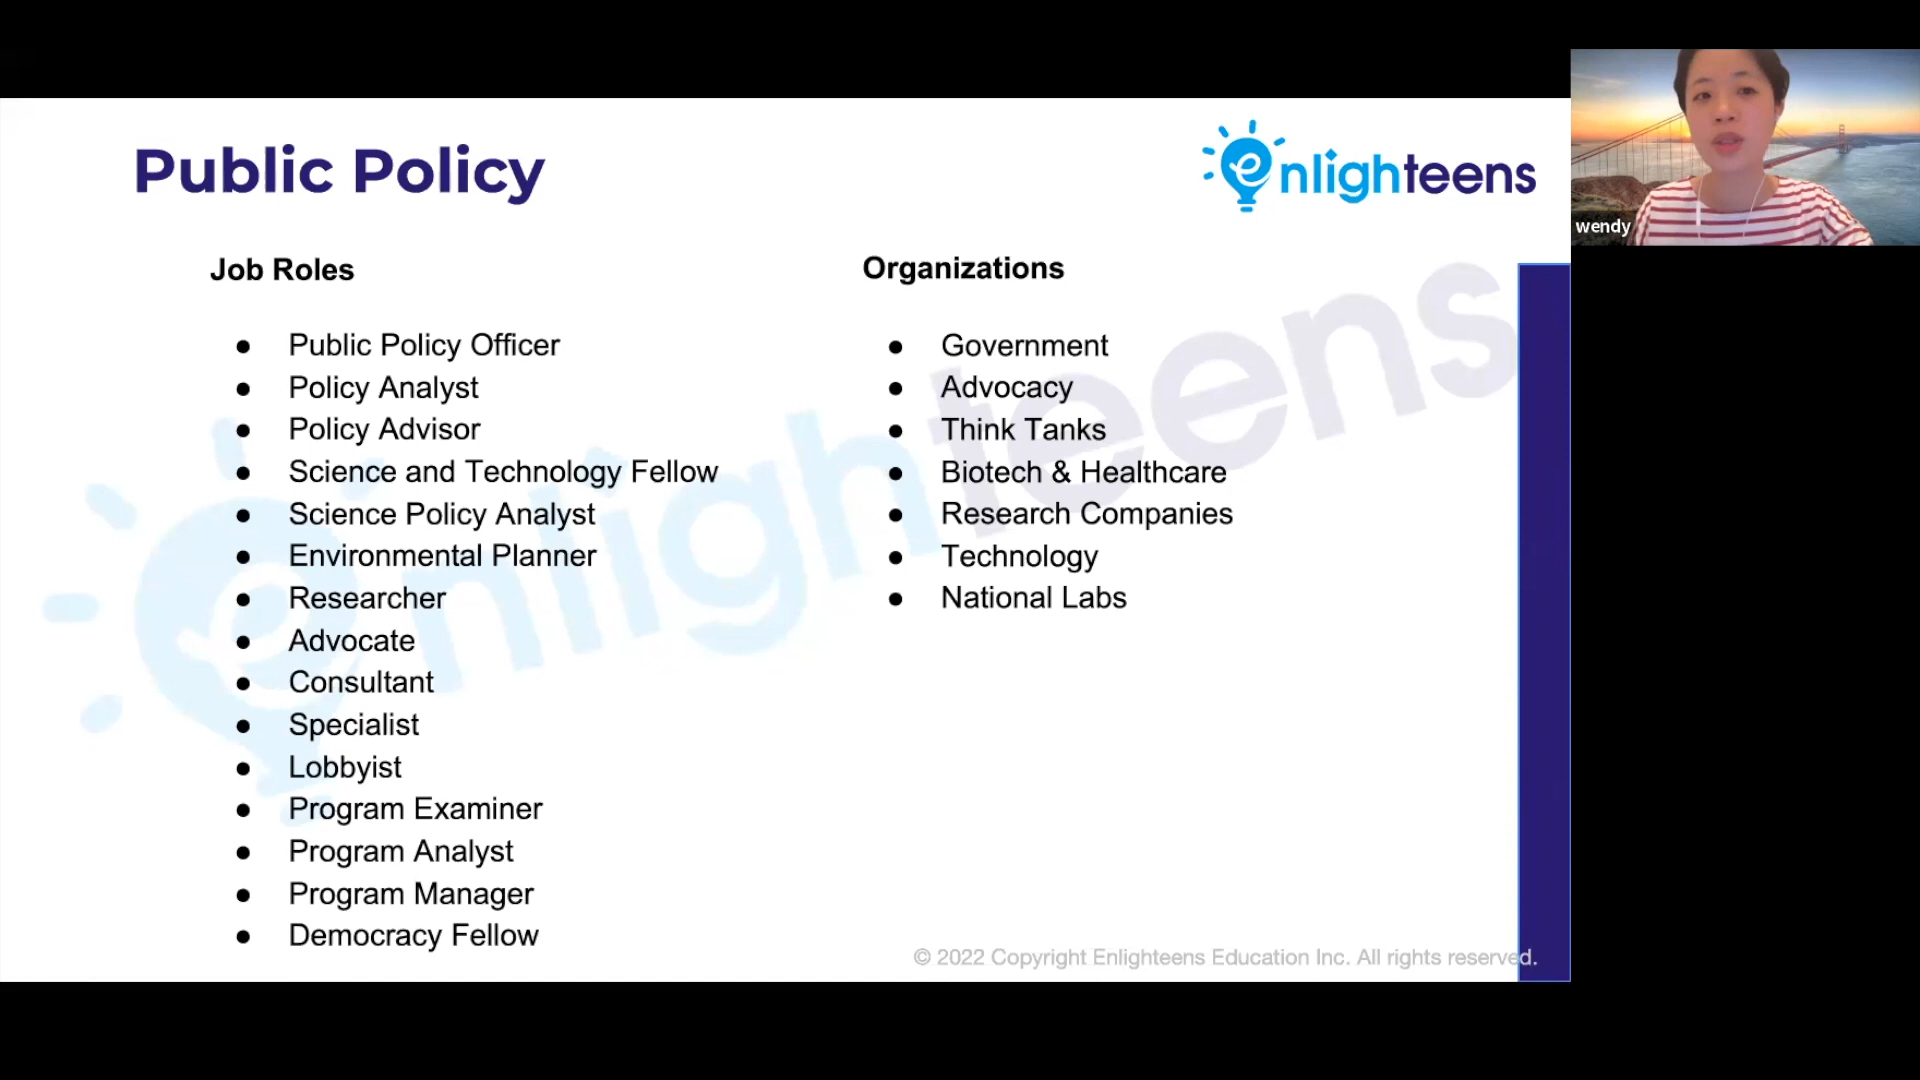 Public Policy
enlighteens
wendy
Job Roles
Public Policy Officer
Policy Analyst
Policy Advisor
Science and Technology Fellow
Science Policy Analyst
Environmental Planner
Researcher
Advocate
Consultant
Specialist
Lobbyist
Program Examiner
Program Analyst
Program Manager
Democracy Fellow
Organizations
Government
Advocacy
Think Tanks
Biotech & Healthcare
Research Companies
Technology
National Labs
enlighteens
© 2022 Copyright Enlighteens Education Inc. All rights reserved.